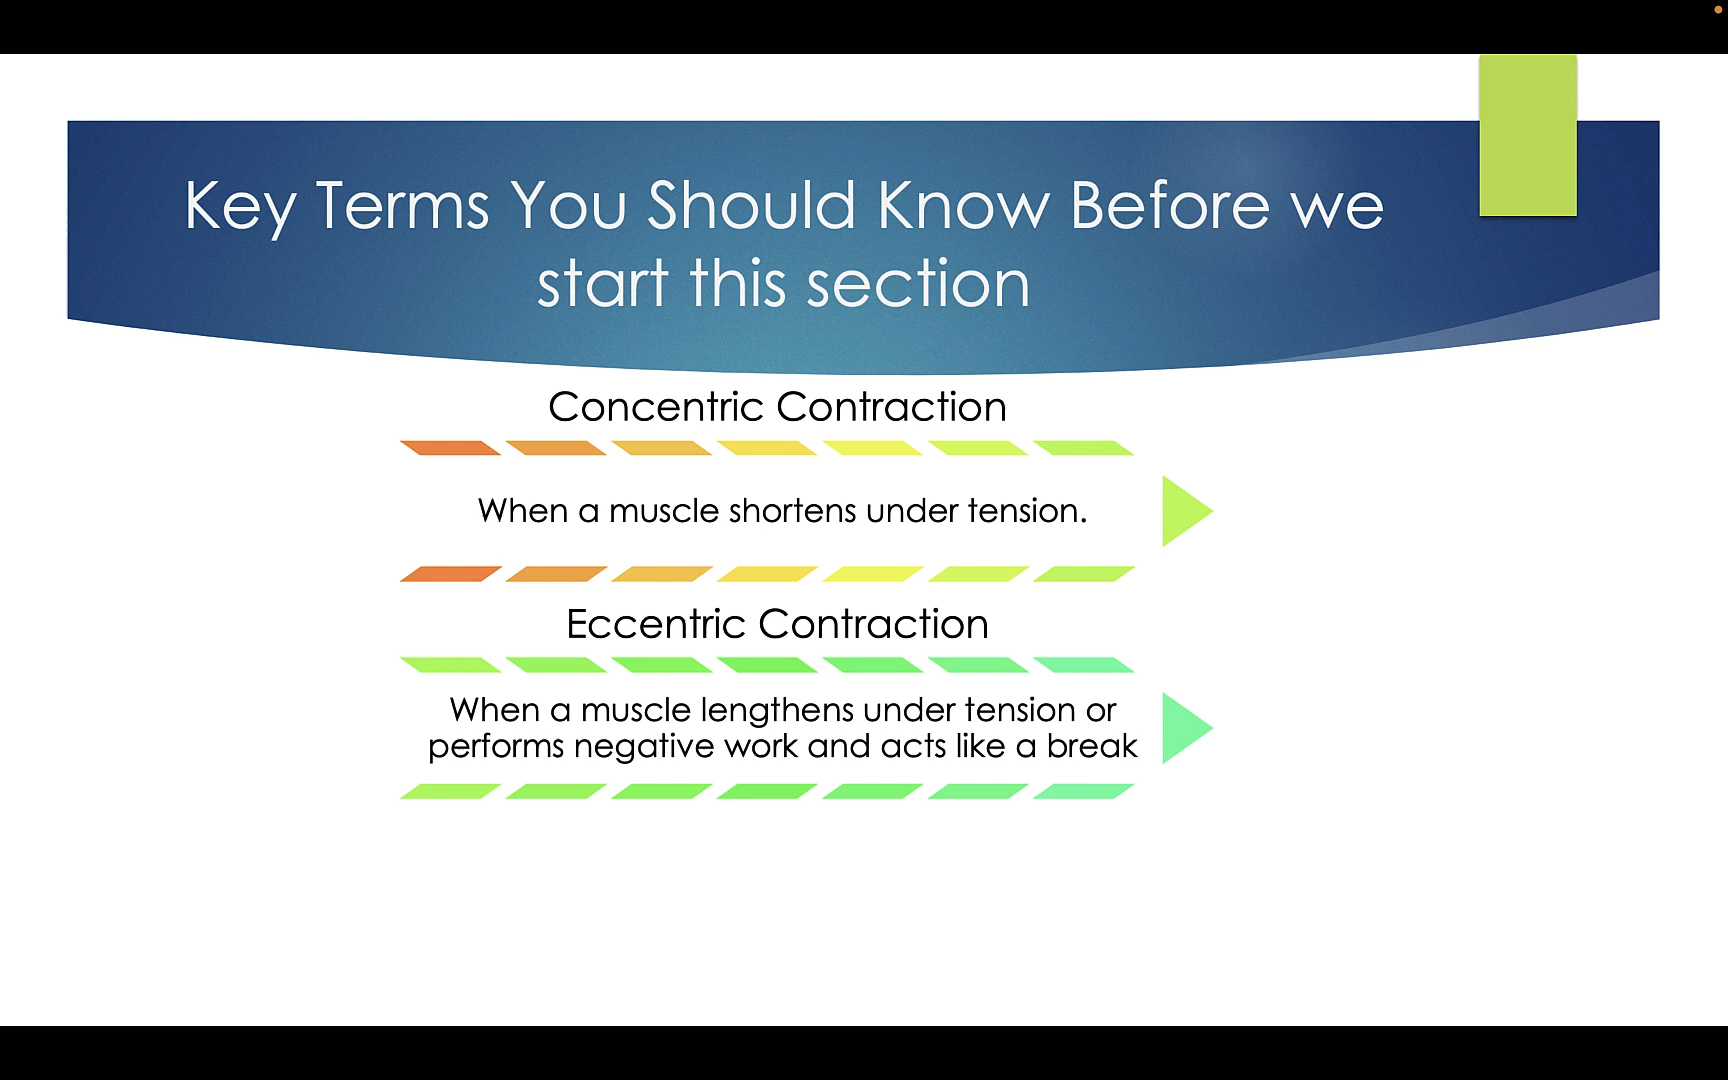 Key Terms You Should Know Before we
start this section
Concentric Contraction
When a muscle shortens under tension.
Eccentric Contraction
When a muscle lengthens under tension or
performs negative work and acts like a break